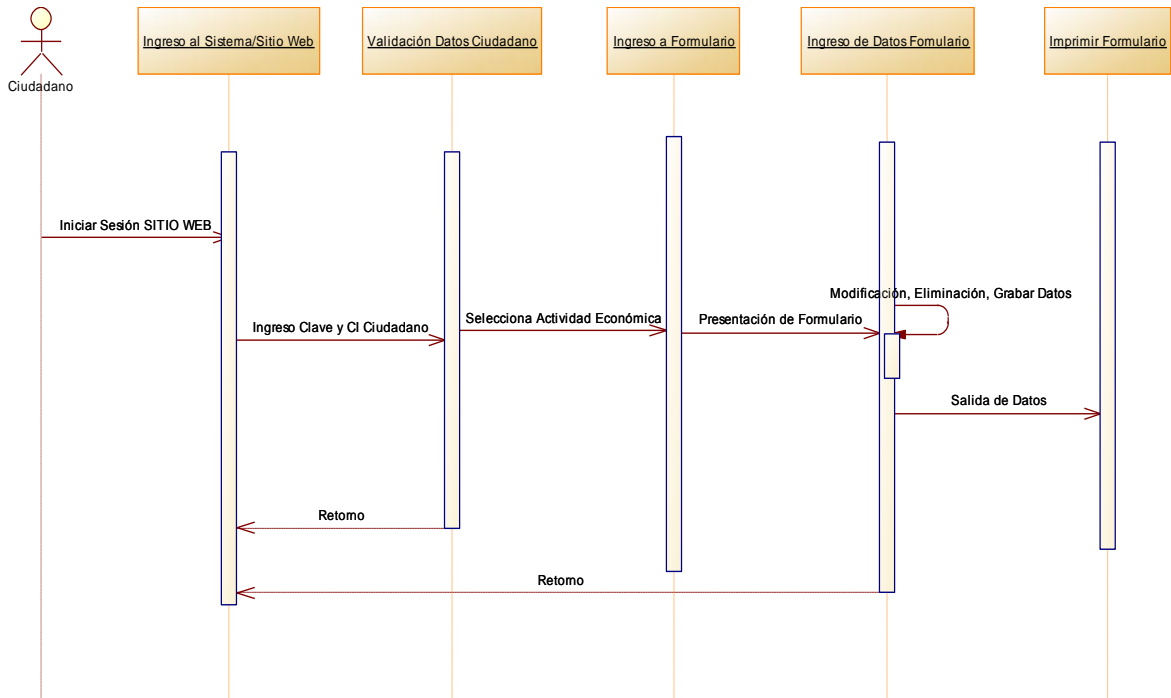 Ingreso al Sistema/Sitio Web
Validación Datos Ciudadano
Ingreso a Formulario
Ingreso de Datos Fomulario
Imprimir Formulario
Ciudadano
Iniciar Sesión SITIO WEB
Modificación, Eliminación, Grabar Datos
Selecciona Actividad Económica
Presentación de Formulario
Ingreso Clave y CI Ciudadano
Salida de Datos
Retorno
Retorno